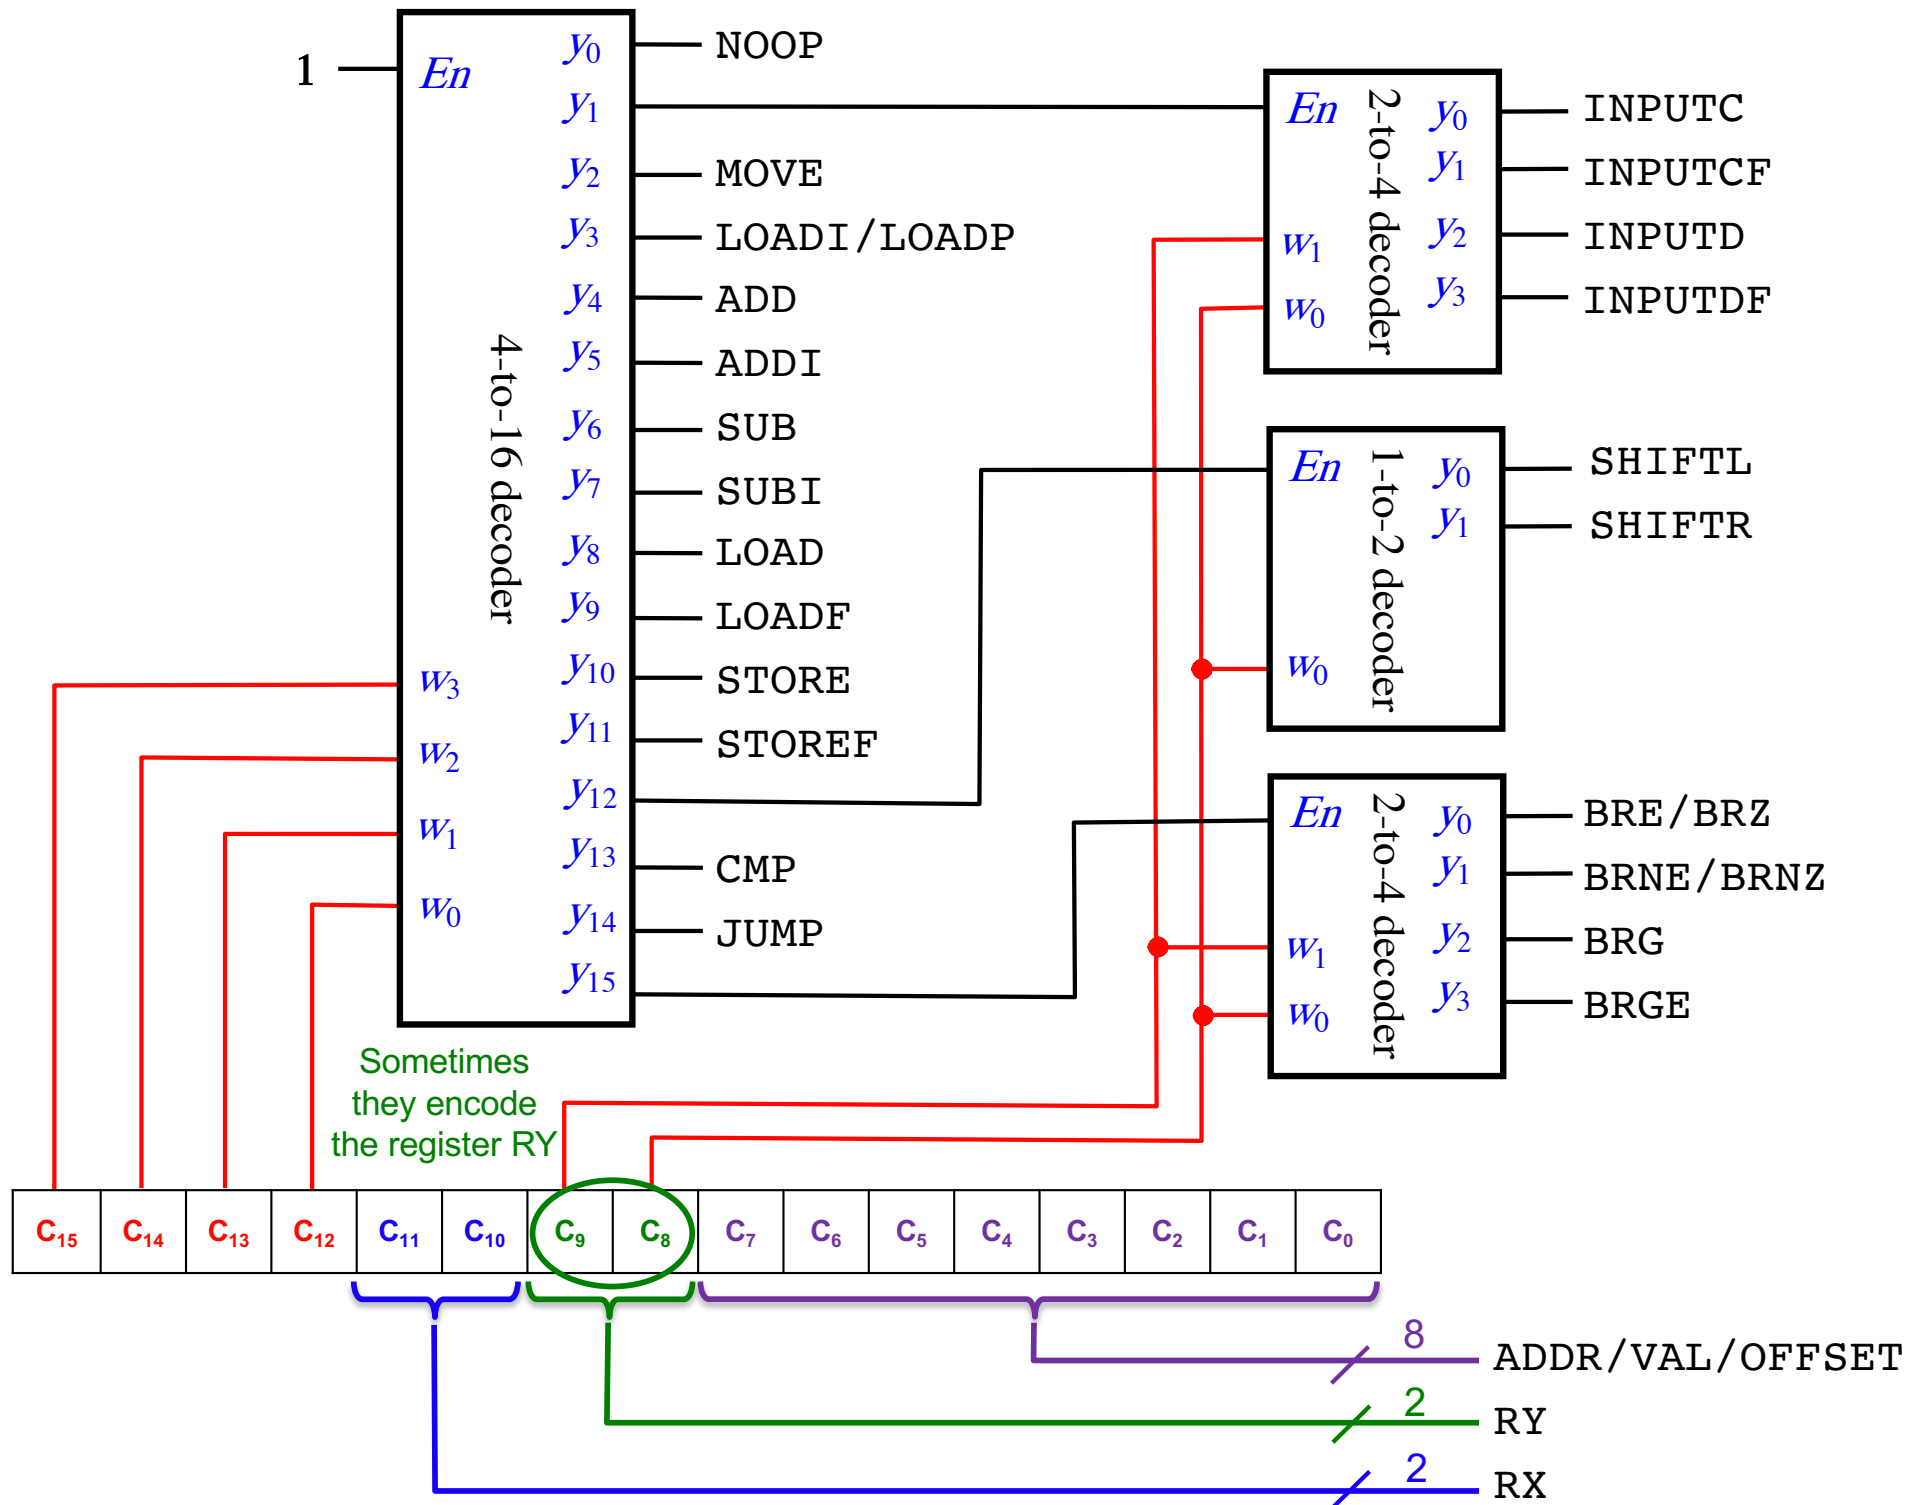 1
En
y0
NOOP
y1
y2
MOVE
y3
LOADI/LOADP
y4
ADD
y5
ADDI
y6
SUB
y7
SUBI
y8
LOAD
y9
LOADF
y10
STORE
y11
STOREF
y12
y13
CMP
y14
JUMP
y15
4-to-16 decoder
w3
w2
w1
w0
En
2-to-4 decoder
y0
INPUTC
y1
INPUTCF
y2
INPUTD
y3
INPUTDF
w1
w0
En
1-to-2 decoder
y0
SHIFTL
y1
SHIFTR
w0
En
2-to-4 decoder
y0
BRE/BRZ
y1
BRNE/BRNZ
y2
BRG
y3
BRGE
w1
w0
Sometimes
they encode
the register RY
C15 C14 C13 C12 C11 C10 C9 C8 C7 C6 C5 C4 C3 C2 C1 C0
8
ADDR/VAL/OFFSET
2
RY
2
RX